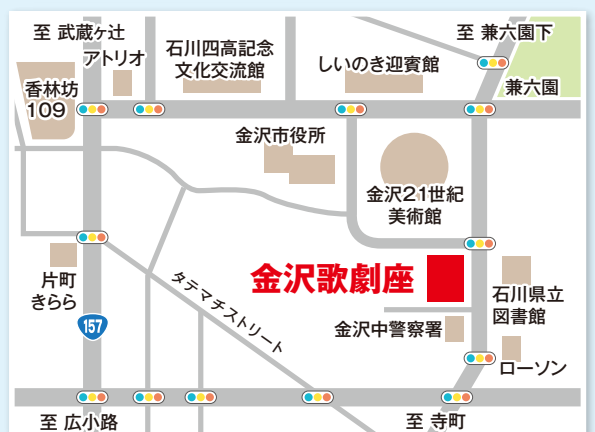 至 武蔵ヶ辻
アトリオ
石川四高記念
文化交流館
しいのき迎賓館
至 兼六園下
兼六園
香林坊
109
金沢市役所
金沢21世紀
美術館
金沢歌劇座
片町
きらら
タテマチストリート
157
石川県立
図書館
金沢中警察署
ローソン
至 広小路
至 寺町